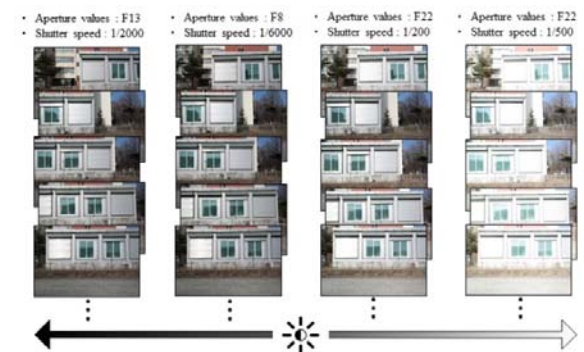 • Aperture values : F13
• Shutter speed : 1/2000
• Aperture values : F8
• Shutter speed : 1/6000
• Aperture values : F22
• Shutter speed : 1/200
• Aperture values : F22
• Shutter speed : 1/500